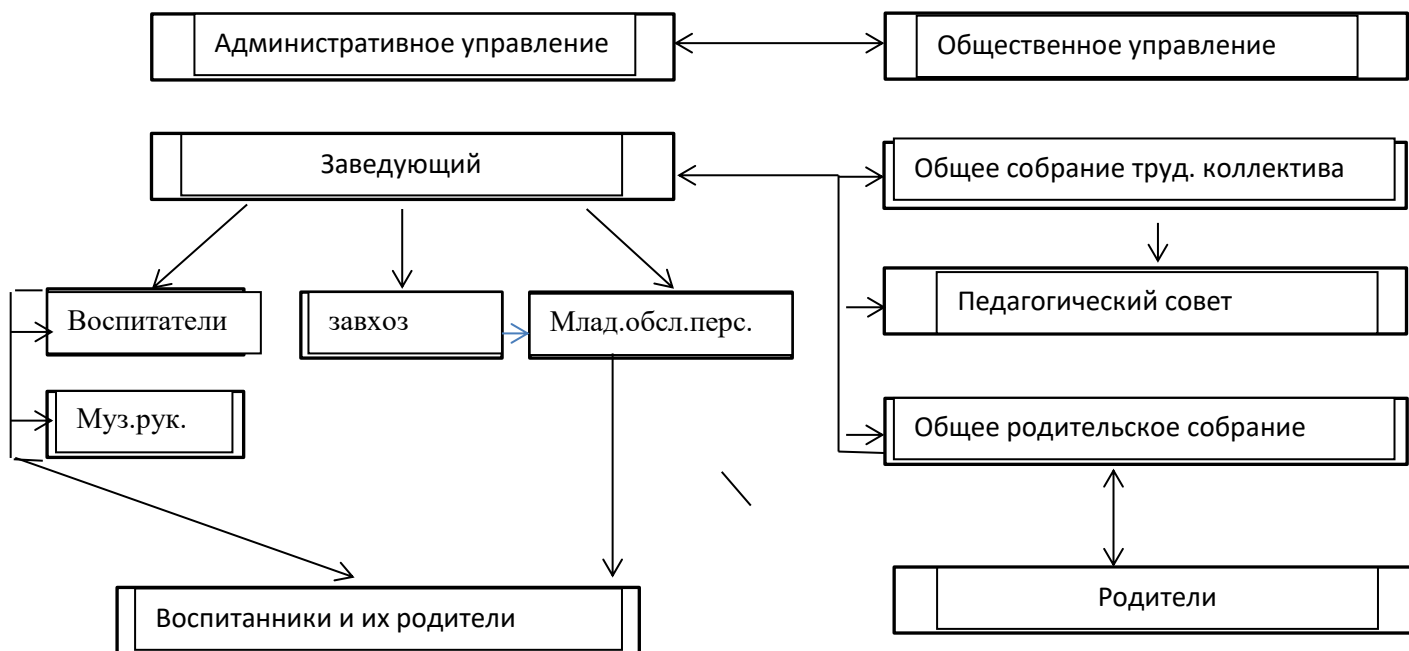 Административное управление
Общественное управление
Заведующий
Общее собрание труд. коллектива
Воспитатели
завхоз
Млад.обсл.перс.
Педагогический совет
Муз.рук.
Общее родительское собрание
Воспитанники и их родители
Родители